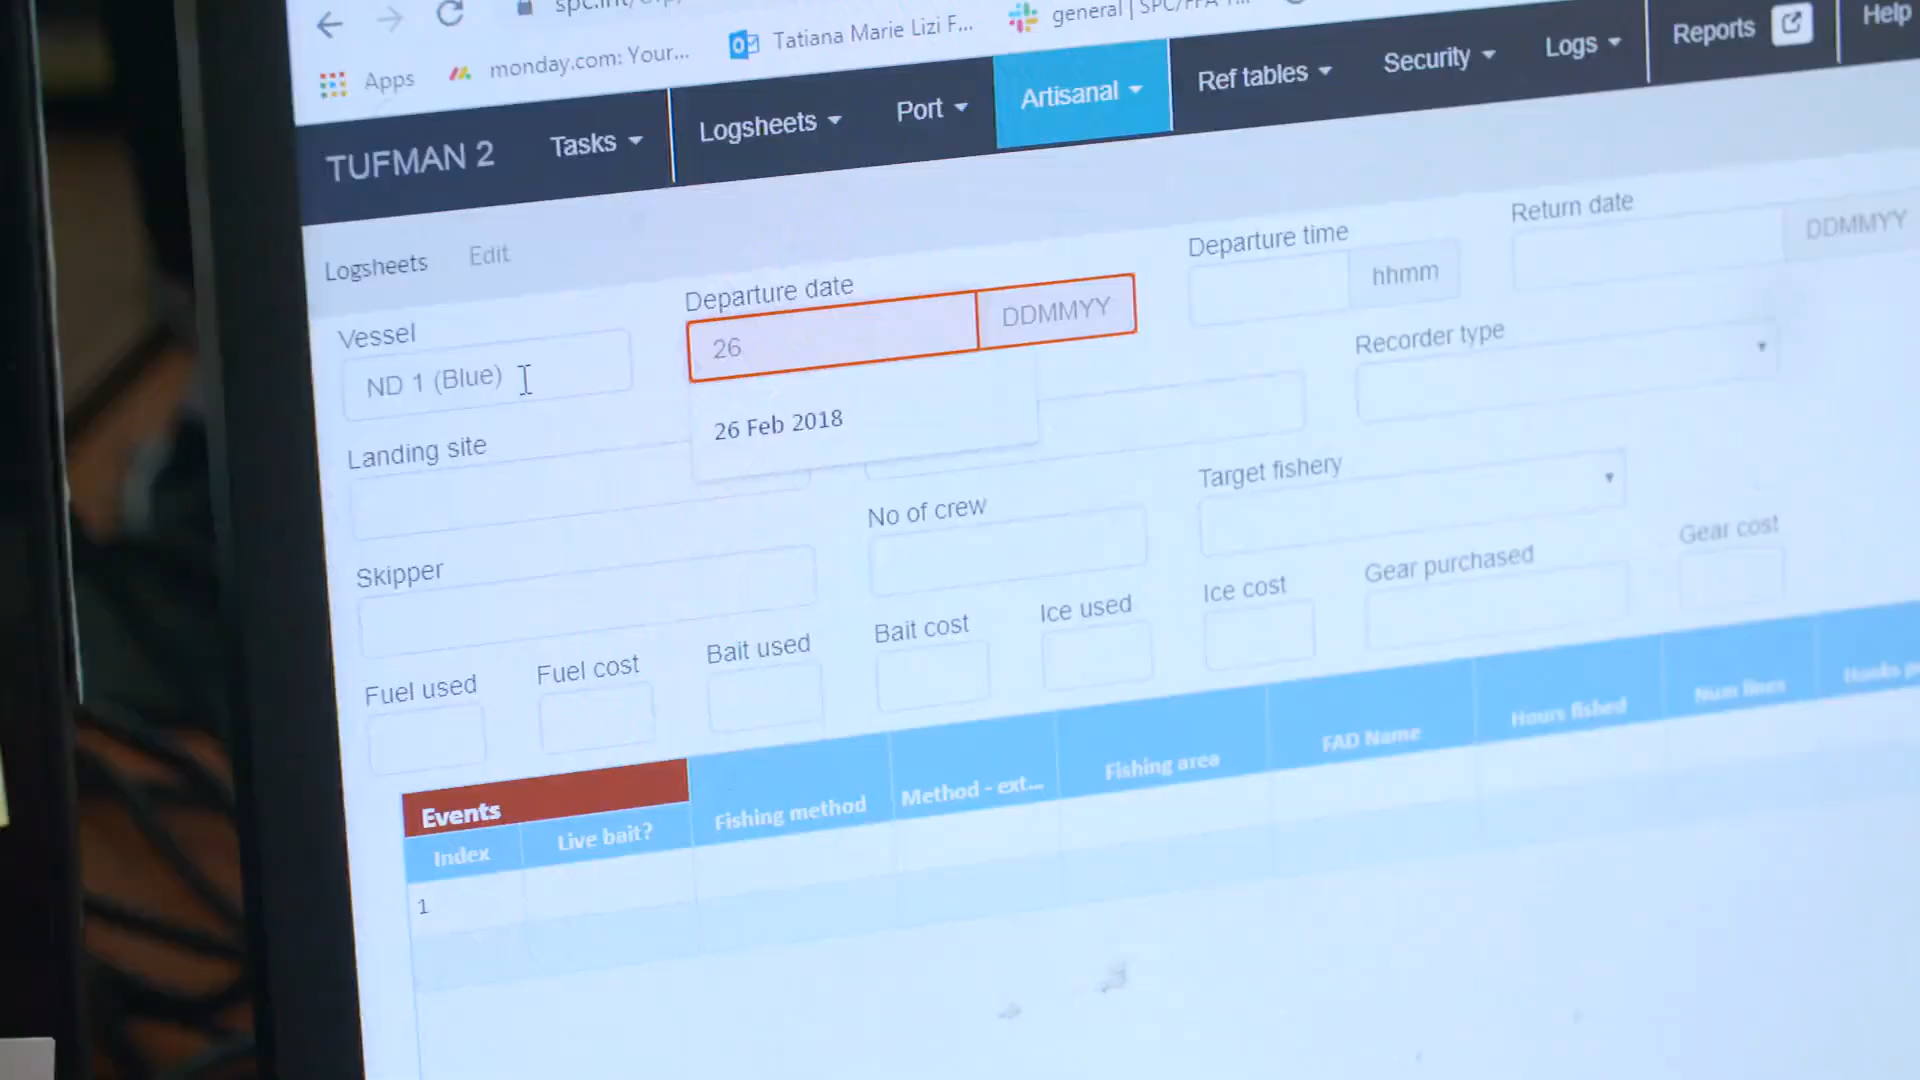 Apps monday.com: Your... Tatiana Marie Lizi F... general
TUFMAN 2 Tasks Logsheets Port Artisanal Ref tables Security Logs Reports Help
Logsheets Edit
Vessel Departure date Departure time Return date
ND 1 (Blue) 26 DDMMYY hhmm DDMMYY
26 Feb 2018
Recorder type
Landing site
Skipper No of crew Target fishery
Fuel used Fuel cost Bait used Bait cost Ice used Ice cost Gear purchased Gear cost
Events
Index Live bait? Fishing method Method - ext... Fishing area FAD Name Hours fished Num lines
1